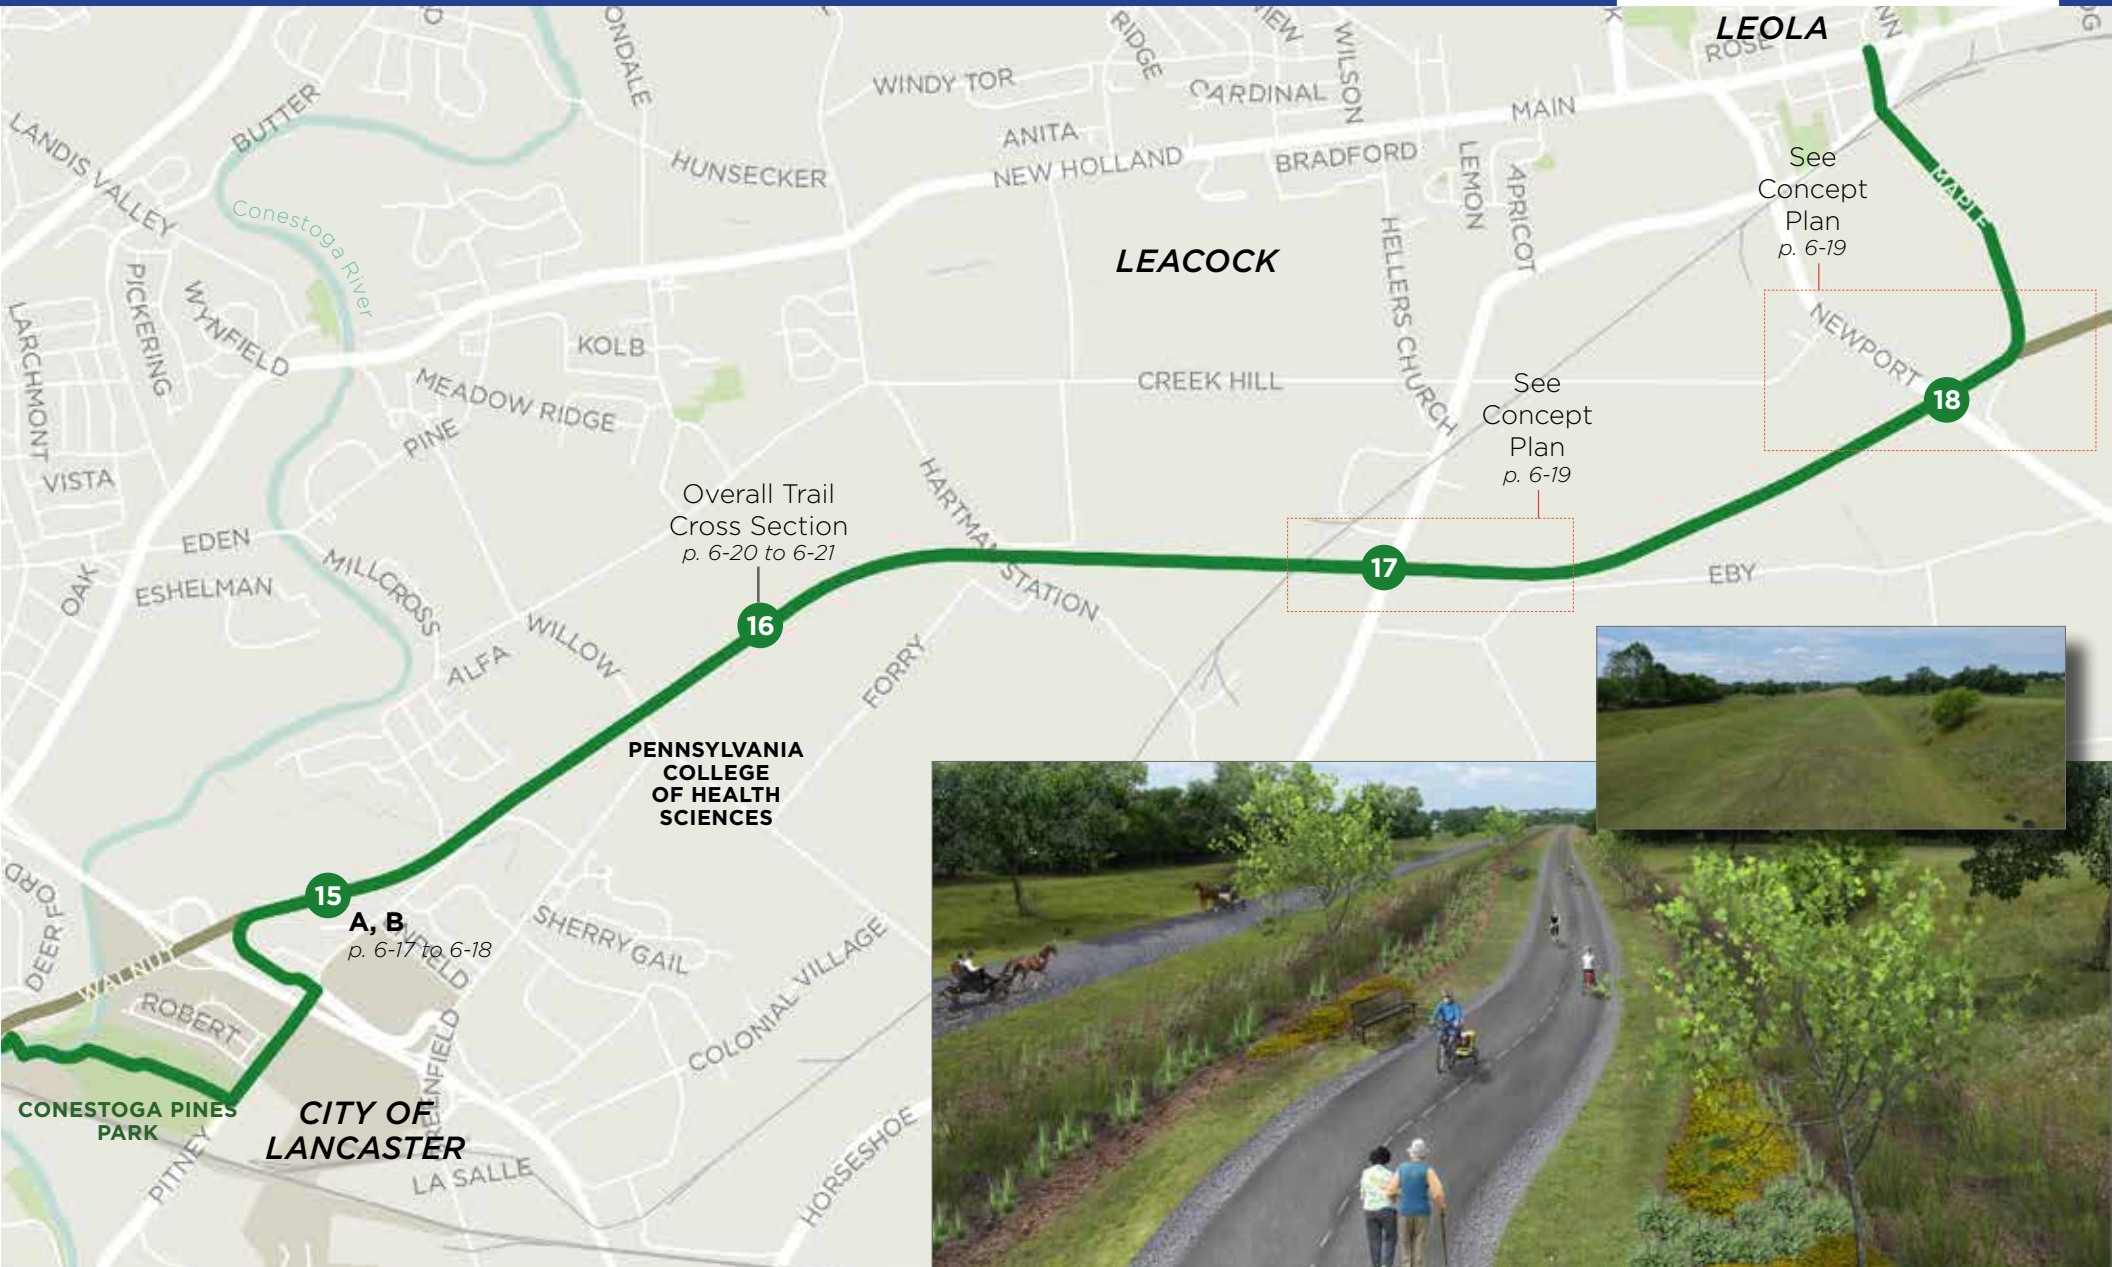 LEOLA
ROSE
BUTTER
WINDY TOR
RIDGE
VIEW
CARDINAL
WILSON
MAIN
LANDIS VALLEY
HUNSECKER
ANITA
NEW HOLLAND
BRADFORD
LEMON
APRICOT
See
Concept
Plan
p. 6-19
MAPLE
Conestoga River
LEACOCK
HELLERS CHURCH
PICKERING
WYNFIELD
LARCHMONT
KOLB
MEADOW RIDGE
PINE
CREEK HILL
NEWPORT
18
See
Concept
Plan
p. 6-19
VISTA
EDEN
ESHELMAN
OAK
MILLCROSS
Overall Trail
Cross Section
p. 6-20 to 6-21
HARTMAN STATION
16
17
EBY
ALFA
WILLOW
FORRY
PENNSYLVANIA
COLLEGE
OF HEALTH
SCIENCES
15
A, B
p. 6-17 to 6-18
DEER FORD
WALNUT
ROBERT
SHERRY GAIL
COLONIAL VILLAGE
GREENFIELD
CONESTOGA PINES
PARK
CITY OF
LANCASTER
PITNEY
LA SALLE
HORSESHOE